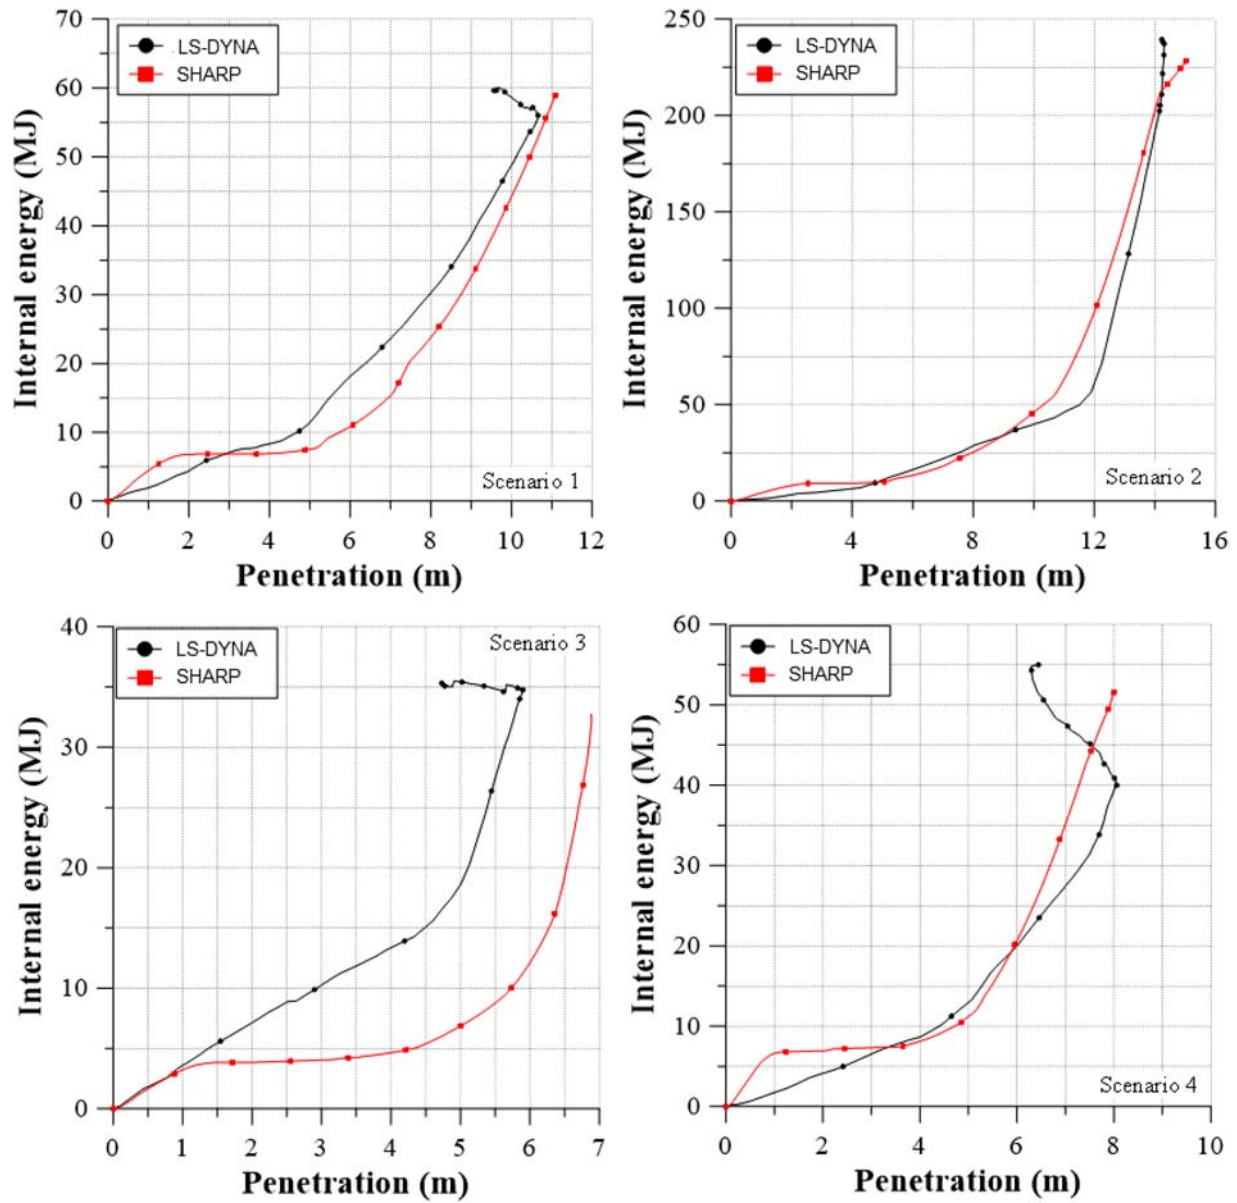 70
60
50
40
30
20
10
0
Internal energy (MJ)
LS-DYNA
SHARP
Scenario 1
0 2 4 6 8 10 12
Penetration (m)
250
200
150
100
50
0
Internal energy (MJ)
LS-DYNA
SHARP
Scenario 2
0 4 8 12 16
Penetration (m)
40
30
20
10
0
Internal energy (MJ)
LS-DYNA
SHARP
Scenario 3
0 1 2 3 4 5 6 7
Penetration (m)
60
50
40
30
20
10
0
Internal energy (MJ)
LS-DYNA
SHARP
Scenario 4
0 2 4 6 8 10
Penetration (m)